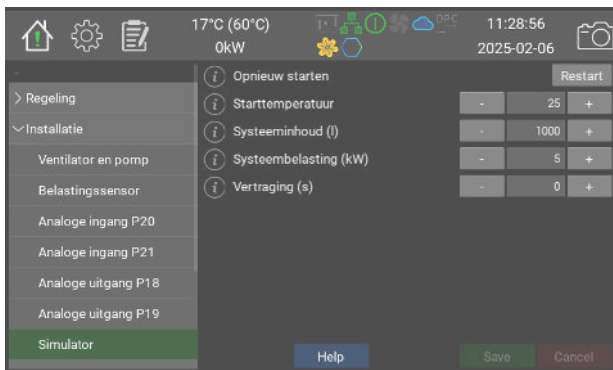 17°C (60°C)
0kW
DPC
11:28:56
2025-02-06
-
Regeling
Installatie
Ventilator en pomp
Belastingssensor
Analoge ingang P20
Analoge ingang P21
Analoge uitgang P18
Analoge uitgang P19
Simulator
Opnieuw starten Restart
Starttemperatuur - 25 +
Systeeminhoud (l) - 1000 +
Systeembelasting (kW) - 5 +
Vertraging (s) - 0 +
Help Save Cancel